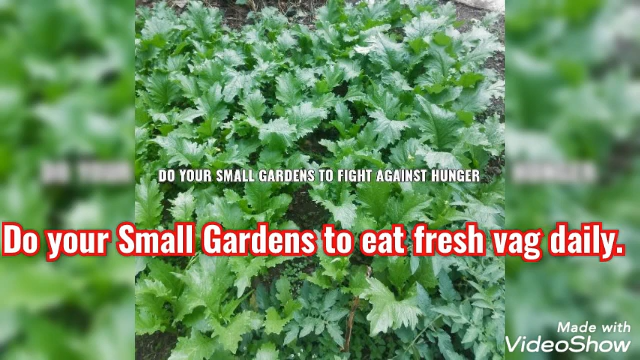 DO YOUR SMALL GARDENS TO FIGHT AGAINST HUNGER
Do your Small Gardens to eat fresh vag daily.
Made with
VideoShow